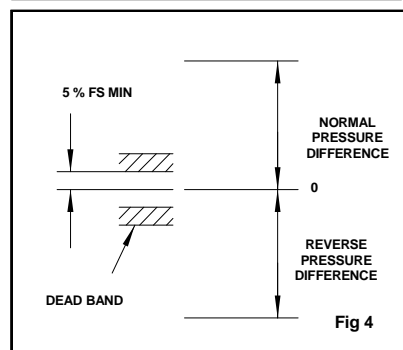 5 % FS MIN
NORMAL
PRESSURE
DIFFERENCE
0
REVERSE
PRESSURE
DIFFERENCE
DEAD BAND
Fig 4